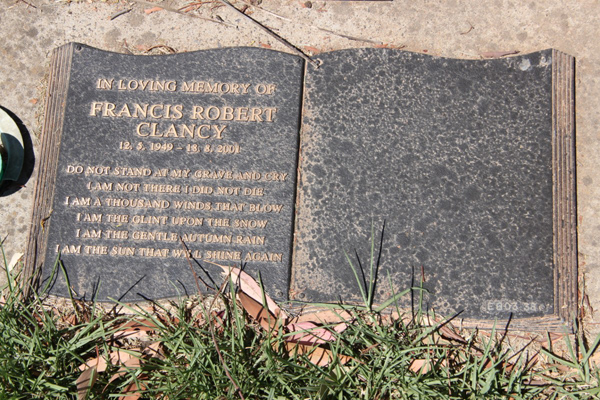 IN LOVING MEMORY OF
FRANCIS ROBERT
CLANCY
12. 5. 1949 - 18. 8. 2001
DO NOT STAND AT MY GRAVE AND CRY
I AM NOT THERE I DID NOT DIE
I AM A THOUSAND WINDS THAT BLOW
I AM THE GLINT UPON THE SNOW
I AM THE GENTLE AUTUMN RAIN
I AM THE SUN THAT WILL SHINE AGAIN